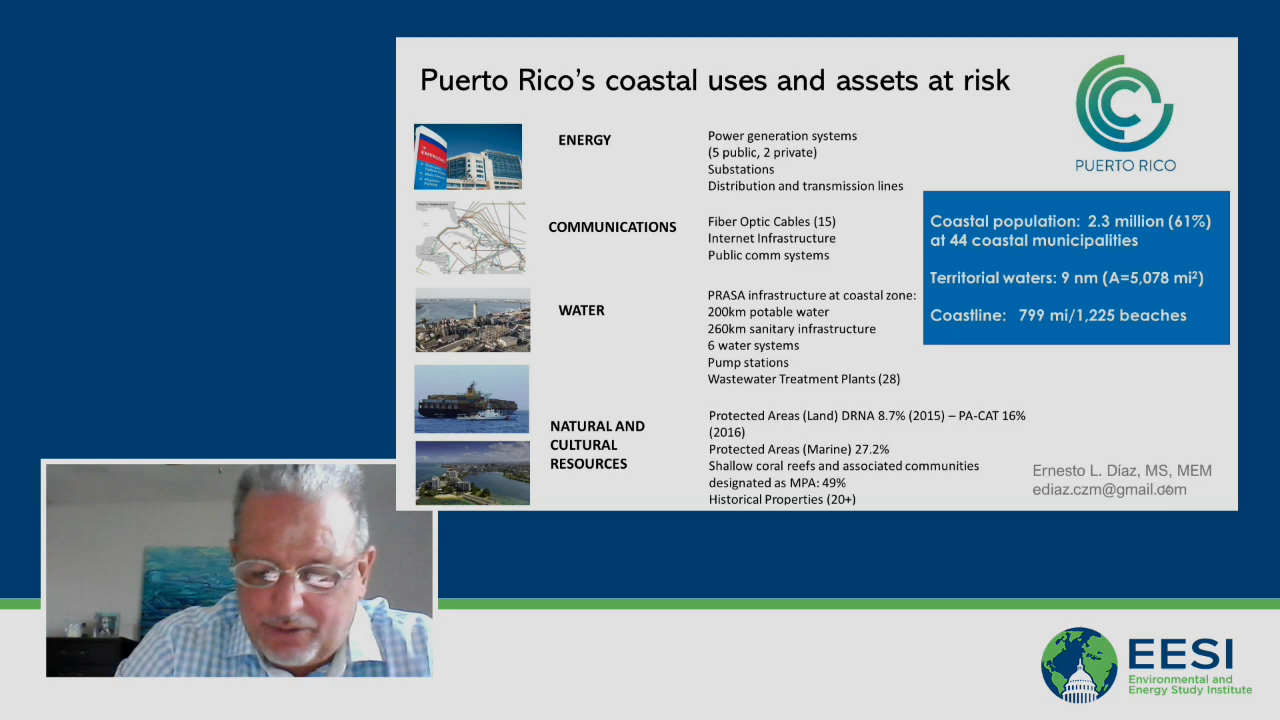 Puerto Rico's coastal uses and assets at risk
PUERTO RICO
EMERGENCY
ENERGY
Power generation systems
(5 public, 2 private)
Substations
Distribution and transmission lines
COMMUNICATIONS
Fiber Optic Cables (15)
Internet Infrastructure
Public comm systems
WATER
PRASA infrastructure at coastal zone:
200km potable water
260km sanitary infrastructure
6 water systems
Pump stations
Wastewater Treatment Plants (28)
NATURAL AND
CULTURAL
RESOURCES
Protected Areas (Land) DRNA 8.7% (2015) – PA-CAT 16%
(2016)
Protected Areas (Marine) 27.2%
Shallow coral reefs and associated communities
designated as MPA: 49%
Historical Properties (20+)
Coastal population: 2.3 million (61%)
at 44 coastal municipalities
Territorial waters: 9 nm (A=5,078 mi²)
Coastline: 799 mi/1,225 beaches
Ernesto L. Díaz, MS, MEM
ediaz.czm@gmail.com
EESI
Environmental and
Energy Study Institute